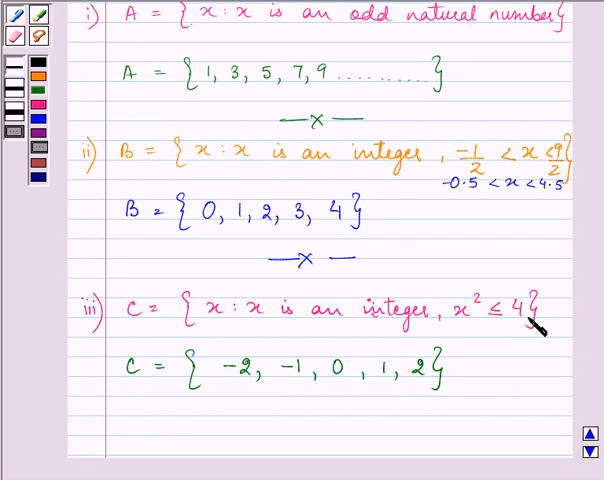 i) A = { x : x is an odd natural number}
A = { 1, 3, 5, 7, 9 ...........}
— x —
ii) B = { x : x is an integer, -1/2 < x < 9/2}
-0.5 < x < 4.5
B = { 0, 1, 2, 3, 4 }
— x —
iii) C = { x : x is an integer, x² ≤ 4}
C = { -2, -1, 0, 1, 2}